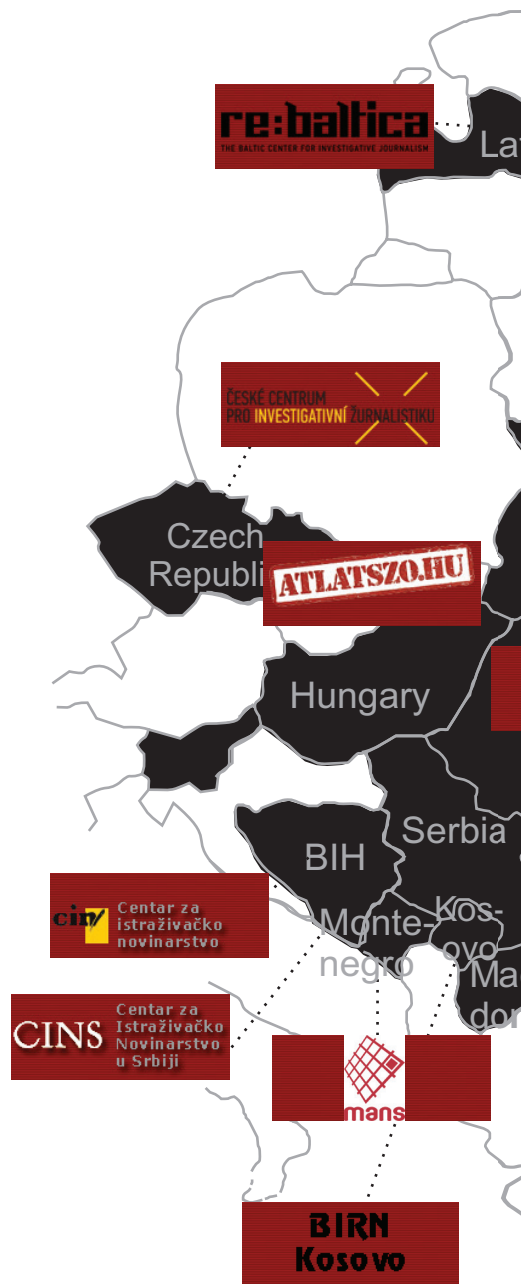 re:baltica
THE BALTIC CENTER FOR INVESTIGATIVE JOURNALISM
Lat
ČESKÉ CENTRUM
PRO INVESTIGATIVNÍ ŽURNALISTIKU
Czech
Republi
ATLATSZO.HU
Hungary
Serbia
BIH
cin
Centar za
istraživačko
novinarstvo
Monte-
negro
Kos-
ovo
Ma
don
CINS
Centar za
Istraživačko
Novinarstvo
u Srbiji
mans
BIRN
Kosovo